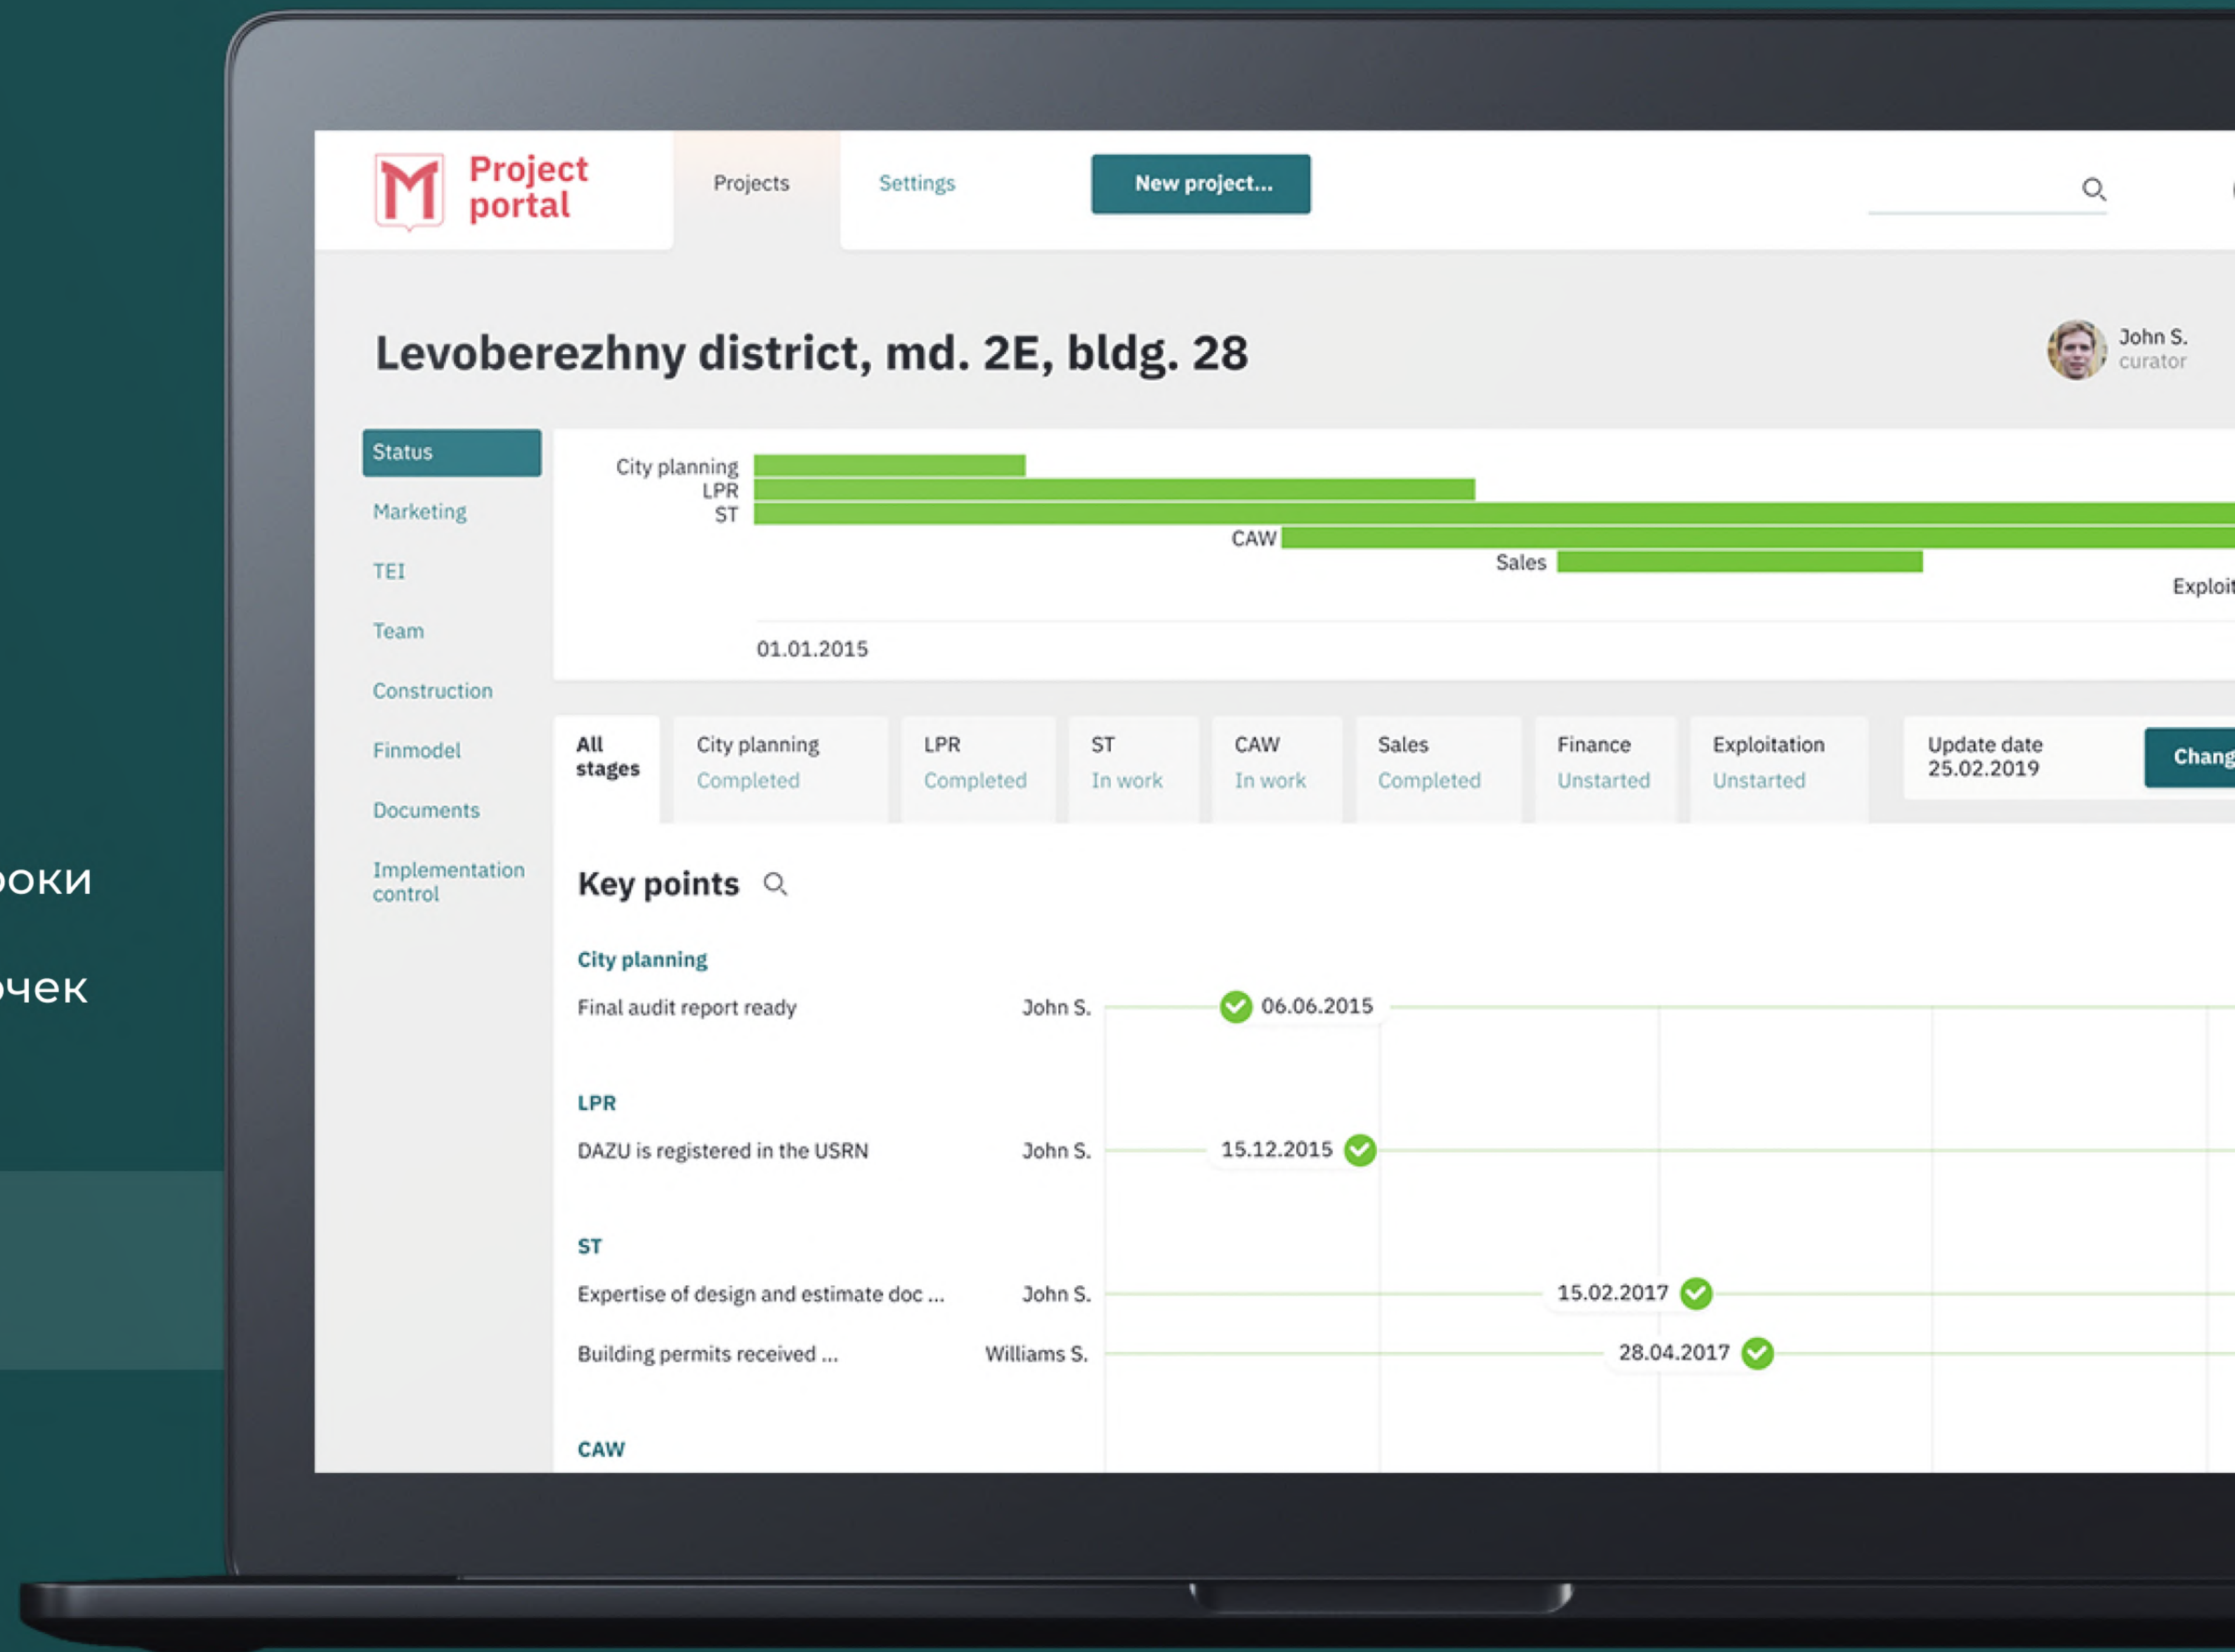 Project
portal
Projects
Settings
New project...
Levoberezhny district, md. 2E, bldg. 28
John S.
curator
Status
Marketing
TEI
Team
Construction
Finmodel
Documents
Implementation
control
City planning
LPR
ST
CAW
Sales
Exploit
01.01.2015
All
stages
City planning
Completed
LPR
Completed
ST
In work
CAW
In work
Sales
Completed
Finance
Unstarted
Exploitation
Unstarted
Update date
25.02.2019
Chang
Key points
City planning
Final audit report ready John S. 06.06.2015
LPR
DAZU is registered in the USRN John S. 15.12.2015
ST
Expertise of design and estimate doc ... John S. 15.02.2017
Building permits received ... Williams S. 28.04.2017
CAW
роки
очек